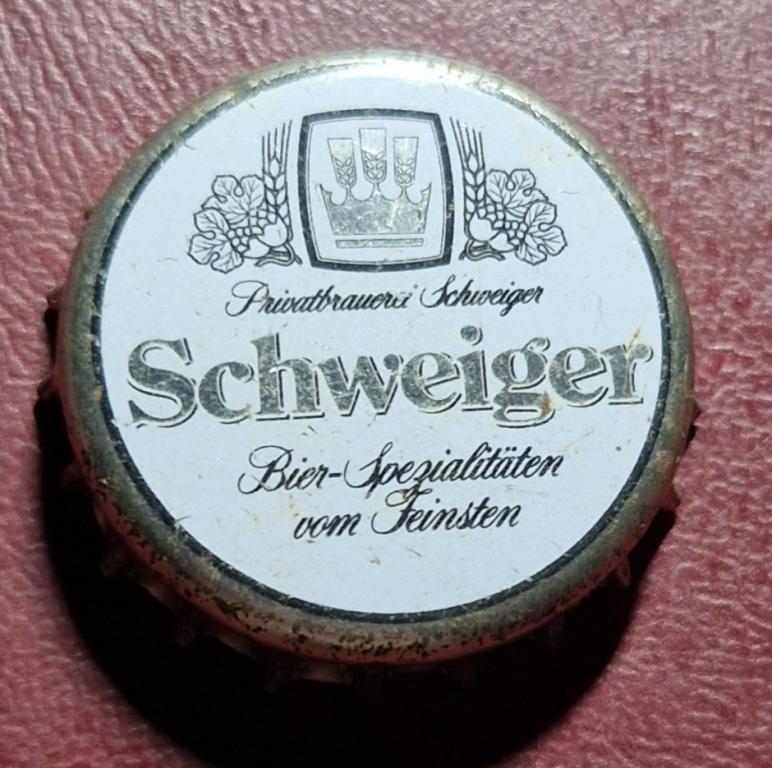 Privatbrauerei Schweiger
Schweiger
Bier-Spezialitäten
vom Feinsten